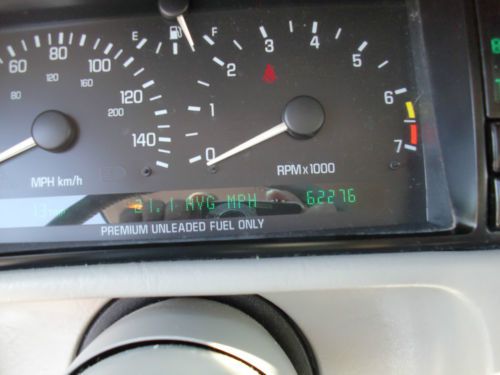 E F
60 80 100 120 140
80 120 160 200
MPH km/h
0 1 2 3 4 5 6 7
RPM x 1000
21.1 AVG MPH 62276
PREMIUM UNLEADED FUEL ONLY